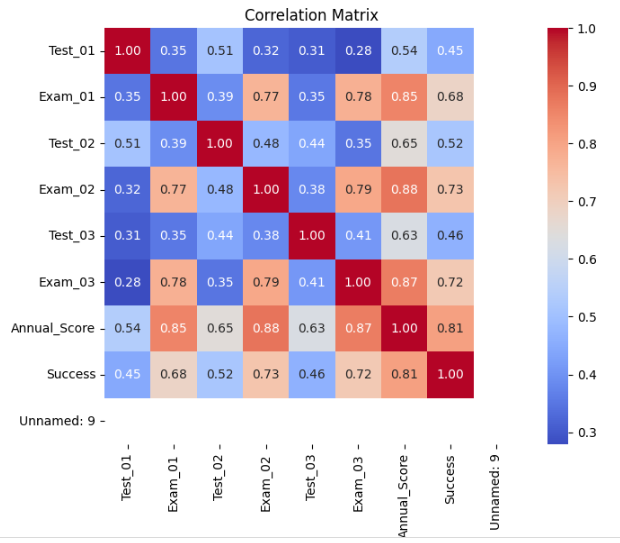 Correlation Matrix
Test_01 1.00 0.35 0.51 0.32 0.31 0.28 0.54 0.45
Exam_01 0.35 1.00 0.39 0.77 0.35 0.78 0.85 0.68
Test_02 0.51 0.39 1.00 0.48 0.44 0.35 0.65 0.52
Exam_02 0.32 0.77 0.48 1.00 0.38 0.79 0.88 0.73
Test_03 0.31 0.35 0.44 0.38 1.00 0.41 0.63 0.46
Exam_03 0.28 0.78 0.35 0.79 0.41 1.00 0.87 0.72
Annual_Score 0.54 0.85 0.65 0.88 0.63 0.87 1.00 0.81
Success 0.45 0.68 0.52 0.73 0.46 0.72 0.81 1.00
Unnamed: 9
Test_01
Exam_01
Test_02
Exam_02
Test_03
Exam_03
Annual_Score
Success
Unnamed: 9
1.0
0.9
0.8
0.7
0.6
0.5
0.4
0.3